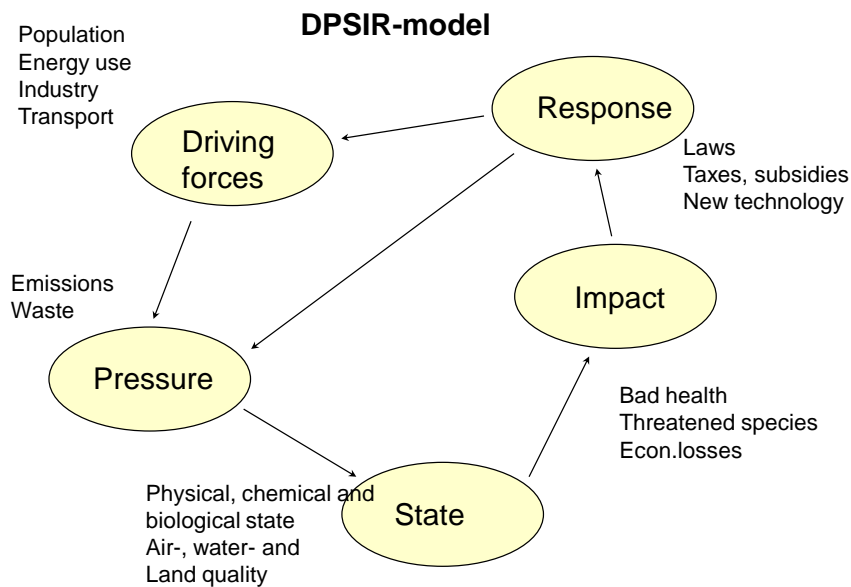 DPSIR-model
Population
Energy use
Industry
Transport
Driving
forces
Response
Laws
Taxes, subsidies
New technology
Emissions
Waste
Impact
Pressure
Bad health
Threatened species
Econ.losses
Physical, chemical and
biological state
Air-, water- and
Land quality
State